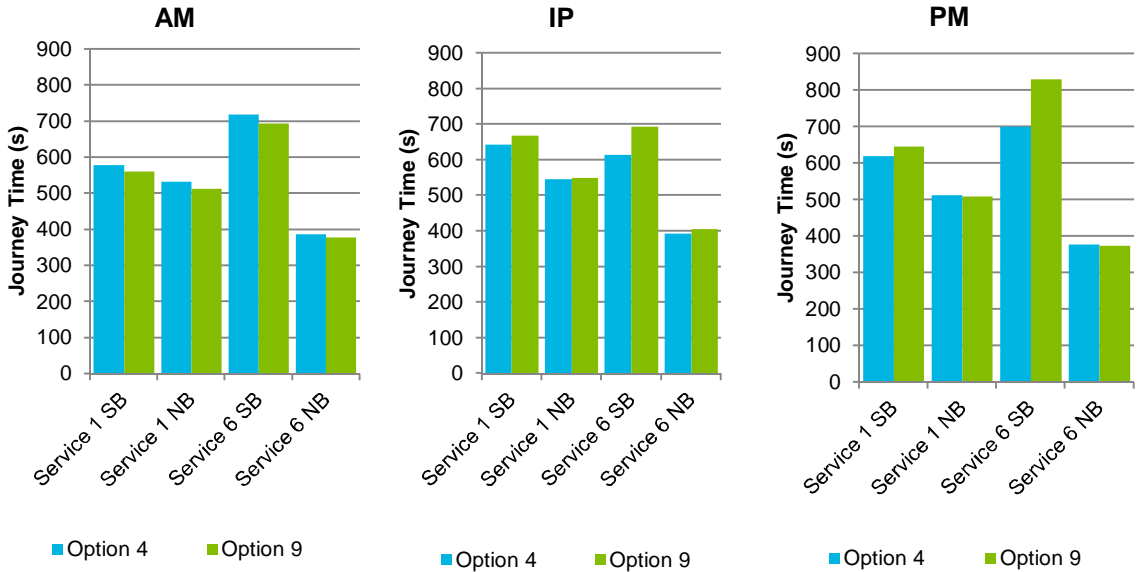 AM
Journey Time (s)
900
800
700
600
500
400
300
200
100
0
Service 1 SB
Service 1 NB
Service 6 SB
Service 6 NB
Option 4 Option 9
IP
Journey Time (s)
900
800
700
600
500
400
300
200
100
0
Service 1 SB
Service 1 NB
Service 6 SB
Service 6 NB
Option 4 Option 9
PM
Journey Time (s)
900
800
700
600
500
400
300
200
100
0
Service 1 SB
Service 1 NB
Service 6 SB
Service 6 NB
Option 4 Option 9